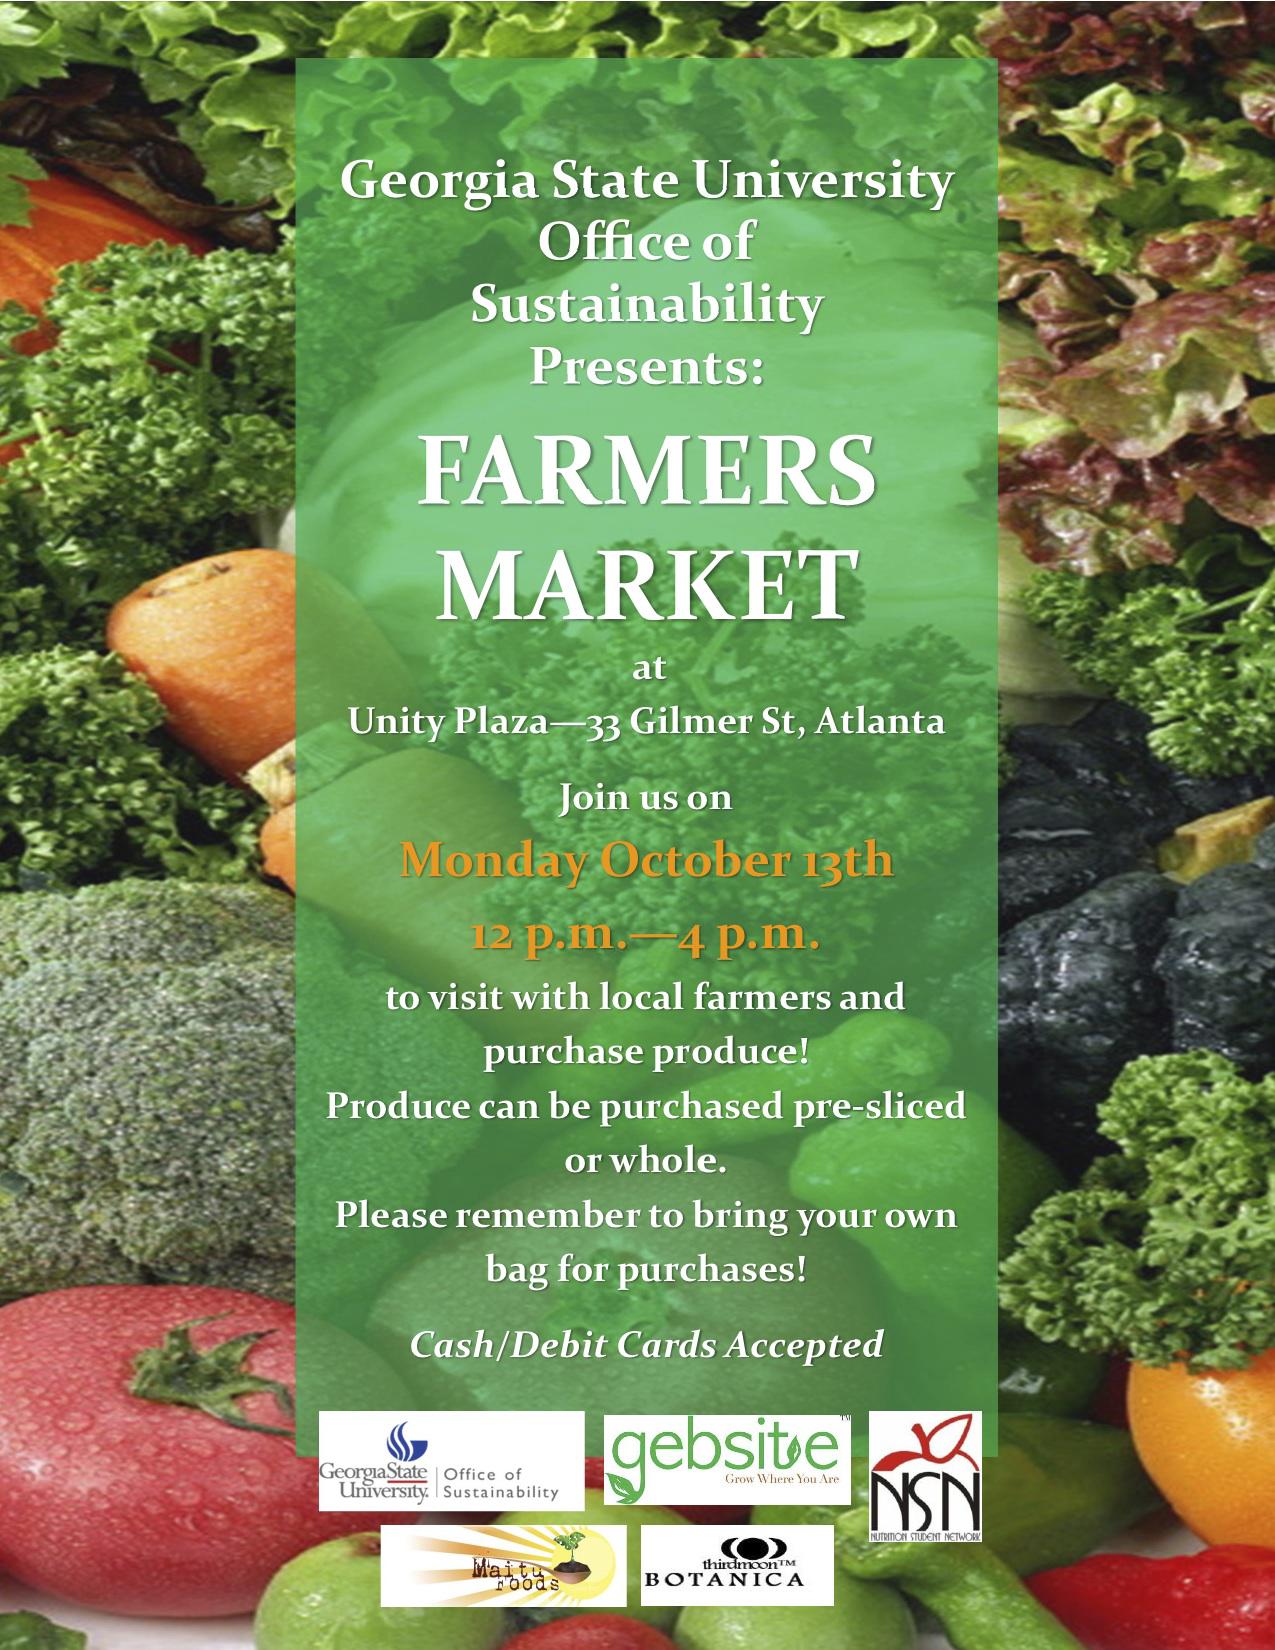 Georgia State University
Office of
Sustainability
Presents:
FARMERS
MARKET
at
Unity Plaza—33 Gilmer St, Atlanta
Join us on
Monday October 13th
12 p.m.—4 p.m.
to visit with local farmers and
purchase produce!
Produce can be purchased pre-sliced
or whole.
Please remember to bring your own
bag for purchases!
Cash/Debit Cards Accepted
GeorgiaState
University.
Office of
Sustainability
gebsite™
Grow Where You Are
NSN
NUTRITION STUDENT NETWORK
Maitu
Foods
thirdmoon™
BOTANICA